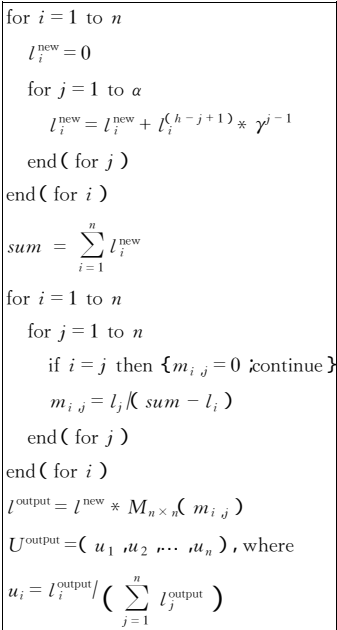 for i = 1 to n
l_i^new = 0
for j = 1 to α
l_i^new = l_i^new + l_i^(h − j + 1) * γ^(j − 1)
end ( for j )
end ( for i )
sum = ∑_{i = 1}^{n} l_i^new
for i = 1 to n
for j = 1 to n
if i = j then {m_{i ,j} = 0 ;continue}
m_{i ,j} = l_j /( sum − l_i )
end ( for j )
end ( for i )
l^output = l^new * M_{n × n}( m_{i ,j} )
U^output =( u_1 ,u_2 ,… ,u_n ) , where
u_i = l_i^output / ( ∑_{j = 1}^{n} l_j^output )